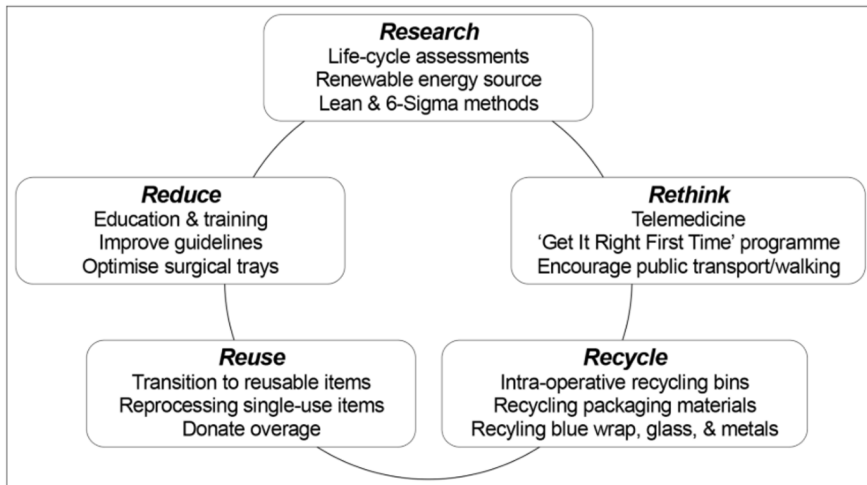 Research
Life-cycle assessments
Renewable energy source
Lean & 6-Sigma methods
Reduce
Education & training
Improve guidelines
Optimise surgical trays
Rethink
Telemedicine
‘Get It Right First Time’ programme
Encourage public transport/walking
Reuse
Transition to reusable items
Reprocessing single-use items
Donate overage
Recycle
Intra-operative recycling bins
Recycling packaging materials
Recyling blue wrap, glass, & metals